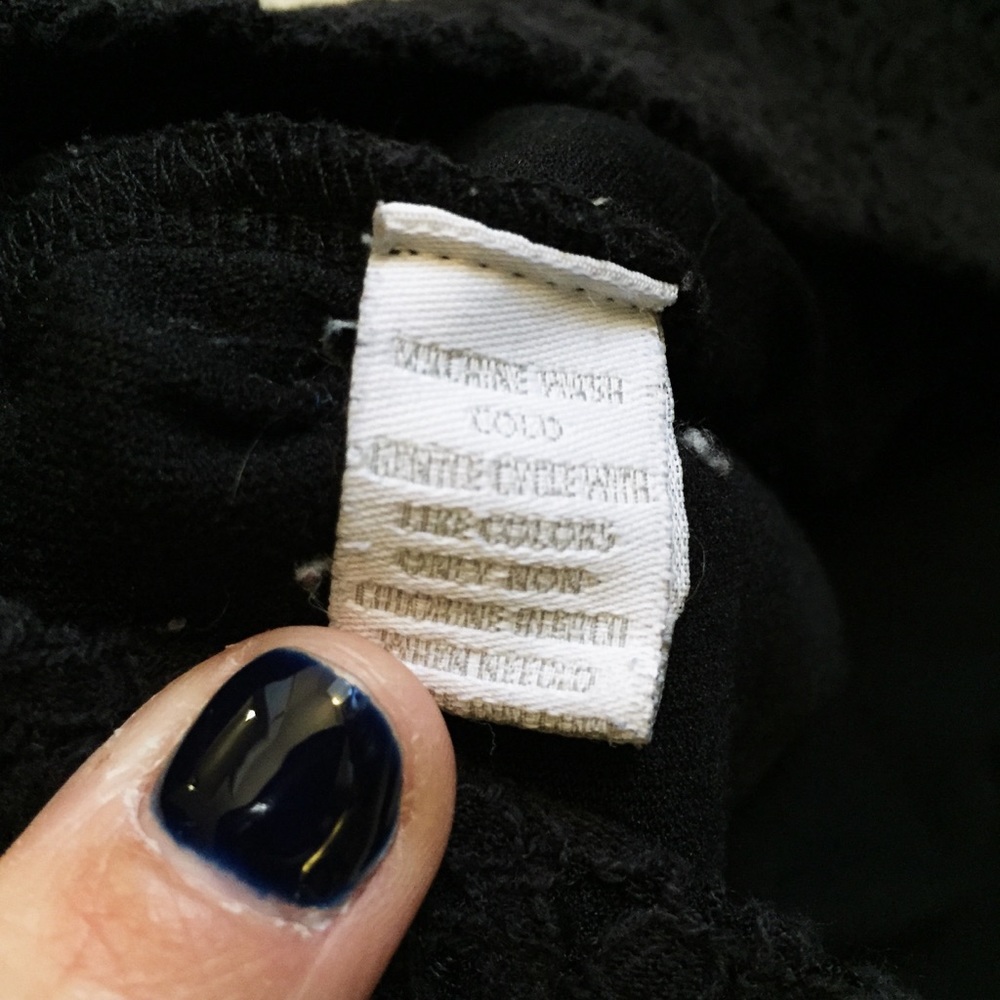 MACHINE WASH
COLD
GENTLE CYCLE WITH
LIKE COLORS
ONLY NON-
CHLORINE BLEACH
WHEN NEEDED